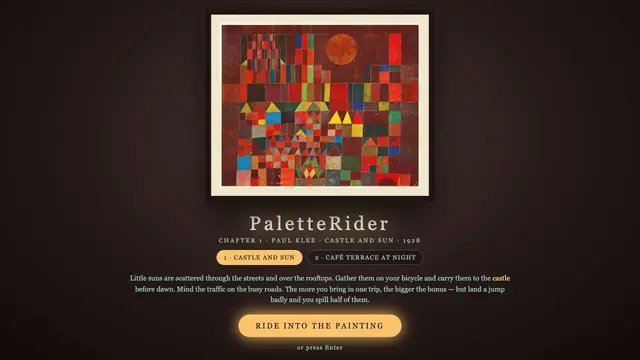 PaletteRider
CHAPTER 1 · PAUL KLEE · CASTLE AND SUN · 1928
1 · CASTLE AND SUN
2 · CAFÉ TERRACE AT NIGHT
Little suns are scattered through the streets and over the rooftops. Gather them on your bicycle and carry them to the castle
before dawn. Mind the traffic on the busy roads. The more you bring in one trip, the bigger the bonus — but land a jump
badly and you spill half of them.
RIDE INTO THE PAINTING
or press Enter